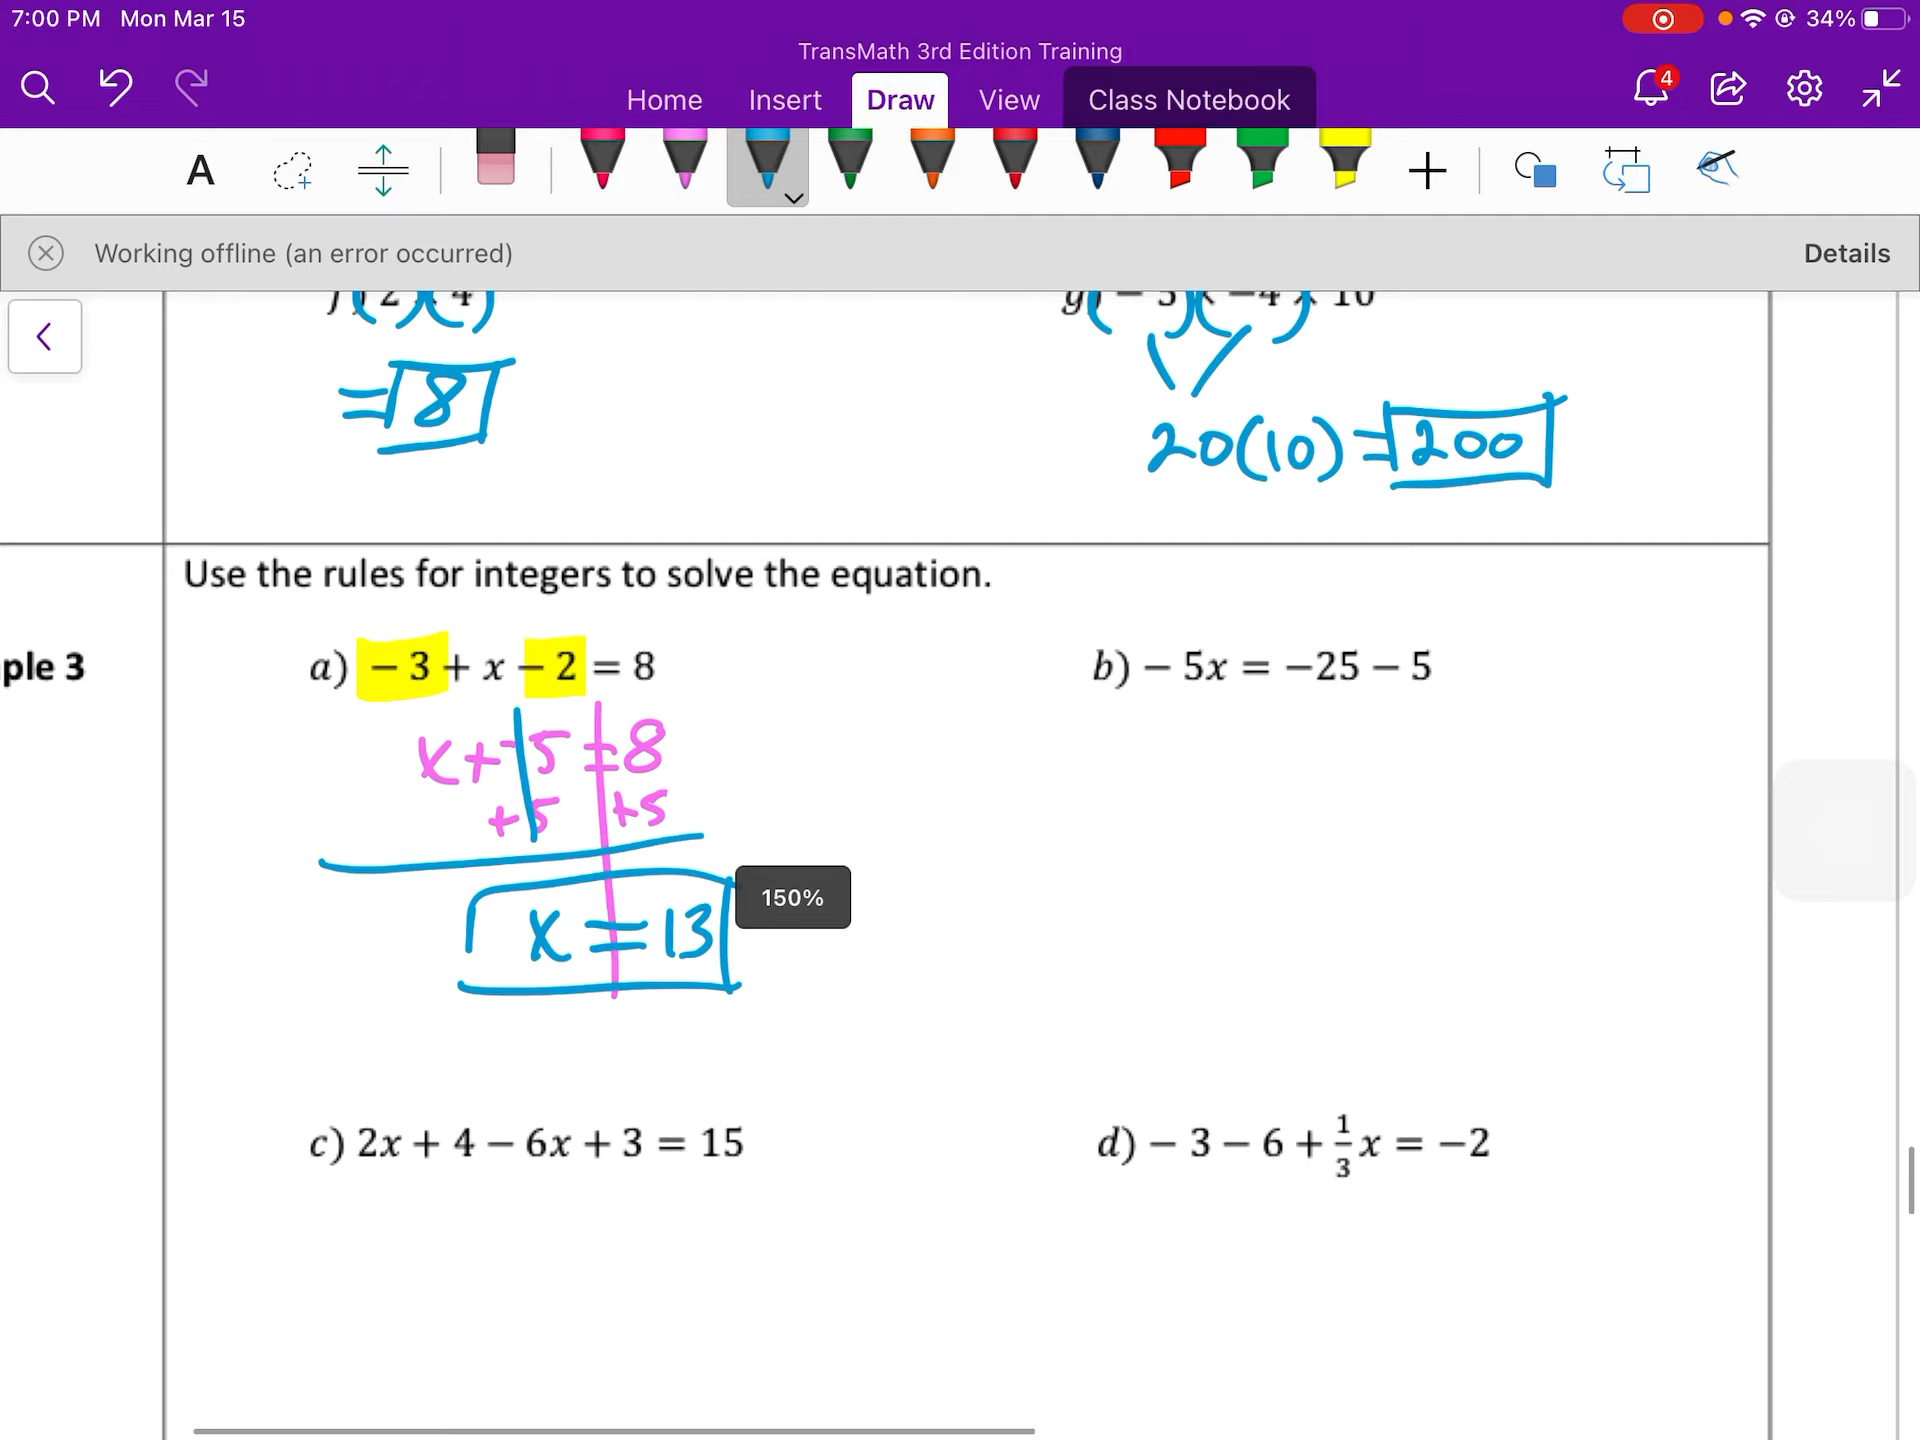 7:00 PM Mon Mar 15
34%
TransMath 3rd Edition Training
Home Insert Draw View Class Notebook
4
A
Working offline (an error occurred)
Details
=8
20(10)=200
Use the rules for integers to solve the equation.
ple 3
a) −3 + x − 2 = 8
b) − 5x = −25 − 5
x+-5=8
+5 +5
150%
x=13
c) 2x + 4 − 6x + 3 = 15
d) − 3 − 6 + 1/3 x = −2